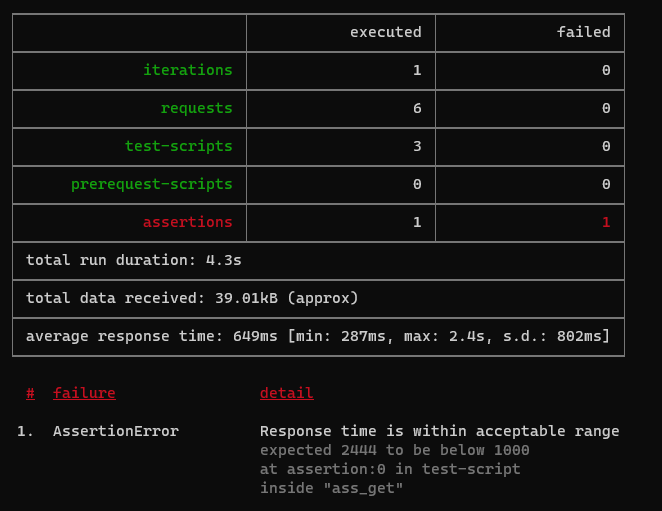 executed failed
iterations 1 0
requests 6 0
test-scripts 3 0
prerequest-scripts 0 0
assertions 1 1
total run duration: 4.3s
total data received: 39.01kB (approx)
average response time: 649ms [min: 287ms, max: 2.4s, s.d.: 802ms]
# failure detail
1. AssertionError Response time is within acceptable range
expected 2444 to be below 1000
at assertion:0 in test-script
inside "ass_get"